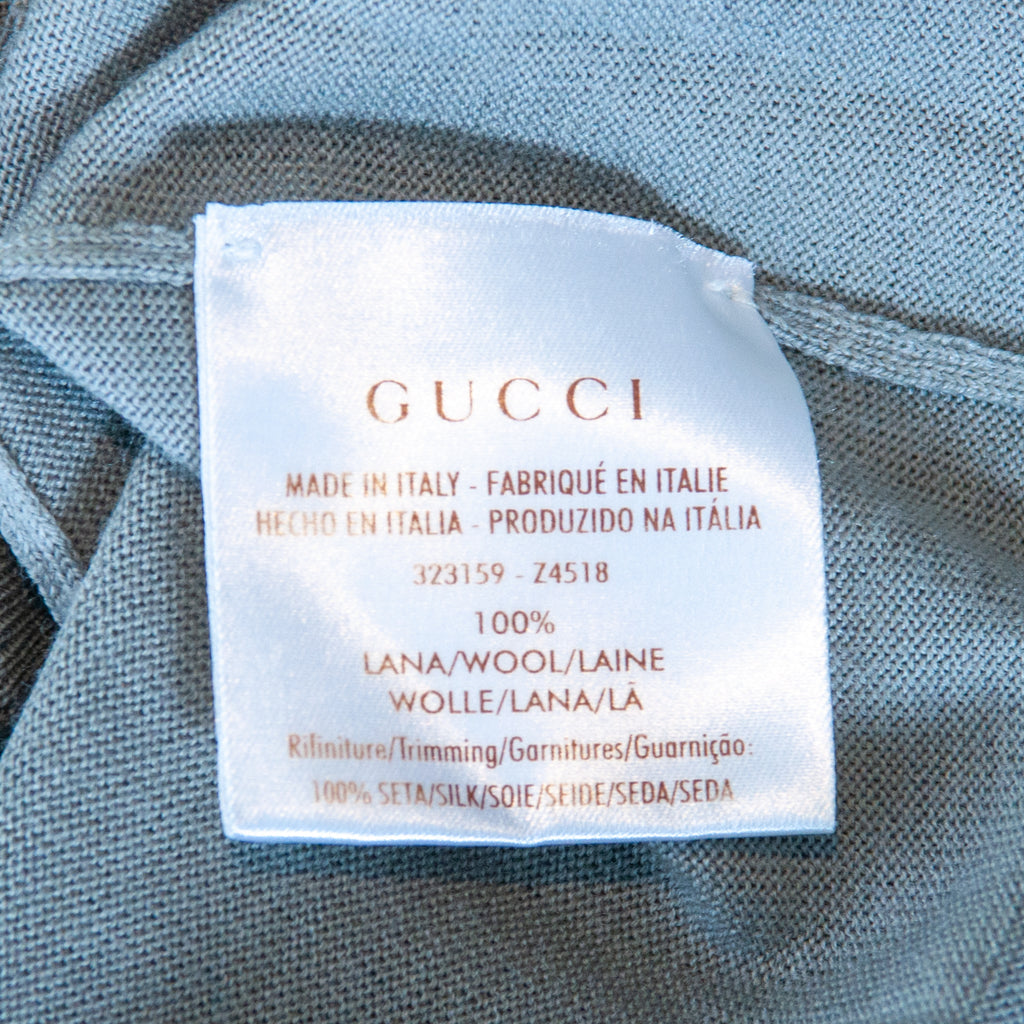 GUCCI
MADE IN ITALY - FABRIQUÉ EN ITALIE
HECHO EN ITALIA - PRODUZIDO NA ITÁLIA
323159 - Z4518
100%
LANA/WOOL/LAINE
WOLLE/LANA/LÃ
Rifiniture/Trimming/Garnitures/Guarnição:
100% SETA/SILK/SOIE/SEIDE/SEDA/SEDA